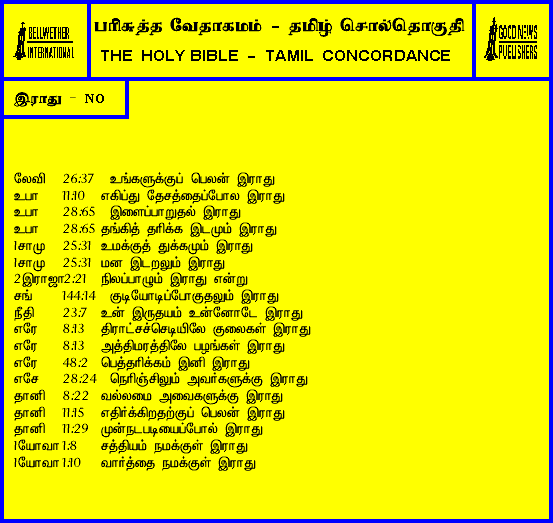 BELLWETHER
INTERNATIONAL
பரிசுத்த வேதாகமம் - தமிழ் சொல்தொகுதி
THE HOLY BIBLE - TAMIL CONCORDANCE
GOOD NEWS
PUBLISHERS
இராது - NO
லேவி 26:37 உங்களுக்குப் பெலன் இராது
உபா 11:10 எகிப்து தேசத்தைப்போல இராது
உபா 28:65 இளைப்பாறுதல் இராது
உபா 28:65 தங்கித் தரிக்க இடமும் இராது
1சாமு 25:31 உமக்குத் துக்கமும் இராது
1சாமு 25:31 மன இடறலும் இராது
2இராஜா 2:21 நிலப்பாழும் இராது என்று
சங் 144:14 குடியோடிப்போகுதலும் இராது
நீதி 23:7 உன் இருதயம் உன்னோடே இராது
எரே 8:13 திராட்சச்செடியிலே குலைகள் இராது
எரே 8:13 அத்திமரத்திலே பழங்கள் இராது
எரே 48:2 பெத்தரிக்கம் இனி இராது
எசே 28:24 நெரிஞ்சிலும் அவர்களுக்கு இராது
தானி 8:22 வல்லமை அவைகளுக்கு இராது
தானி 11:15 எதிர்க்கிறதற்குப் பெலன் இராது
தானி 11:29 முன்நடபடியைப்போல் இராது
1யோவா 1:8 சத்தியம் நமக்குள் இராது
1யோவா 1:10 வார்த்தை நமக்குள் இராது